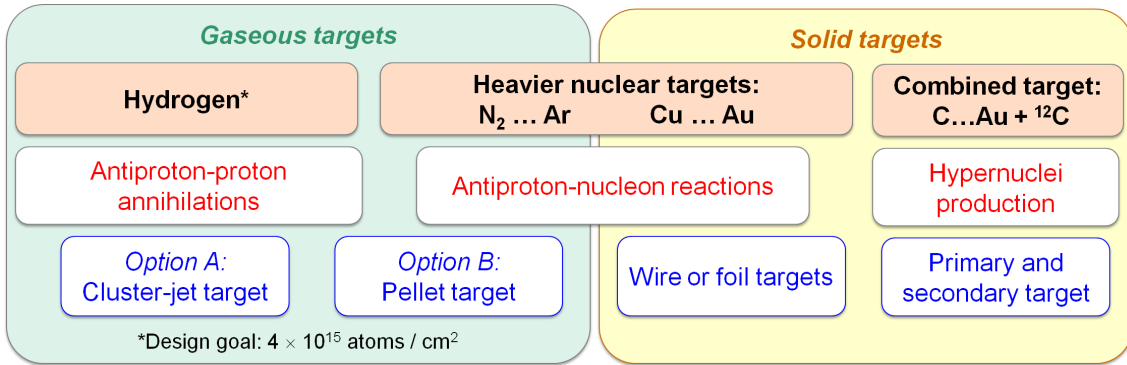 Gaseous targets
Solid targets
Hydrogen*
Heavier nuclear targets:
N₂ … Ar Cu … Au
Combined target:
C…Au + ¹²C
Antiproton-proton
annihilations
Antiproton-nucleon reactions
Hypernuclei
production
Option A:
Cluster-jet target
Option B:
Pellet target
Wire or foil targets
Primary and
secondary target
*Design goal: 4 × 10¹⁵ atoms / cm²